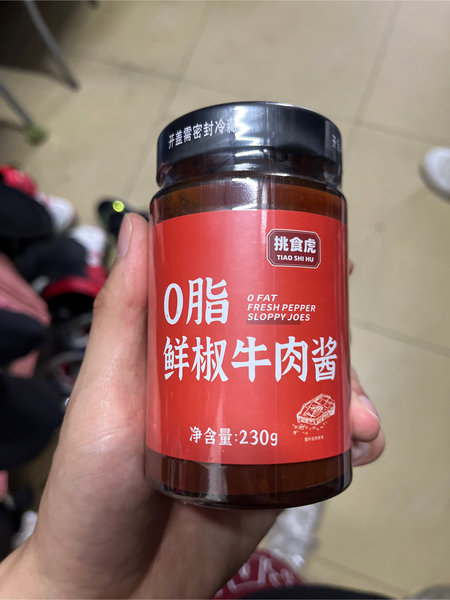 开盖需密封冷藏
开
挑食虎
TIAO SHI HU
0脂
0 FAT
FRESH PEPPER
SLOPPY JOES
鲜椒牛肉酱
净含量:230g